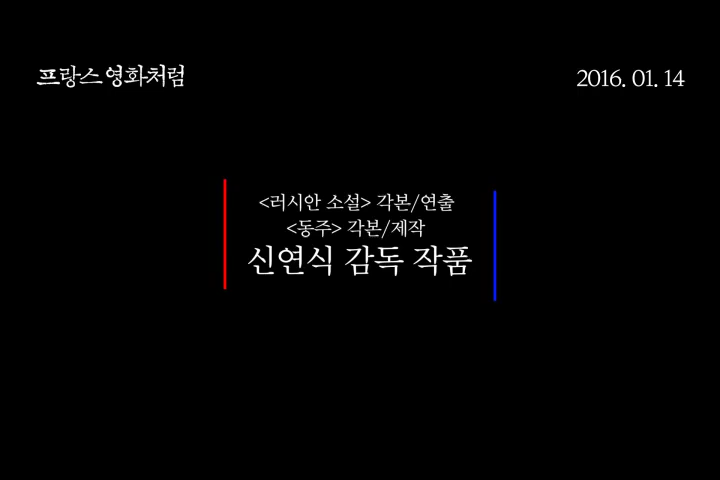 프랑스 영화처럼
2016. 01. 14
<러시안 소설> 각본/연출
<동주> 각본/제작
신연식 감독 작품